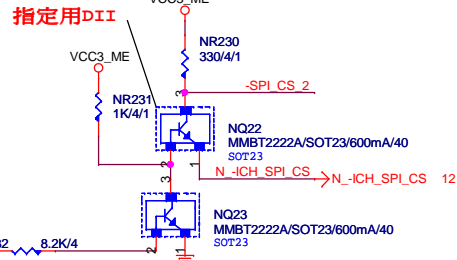 VCC3_ME
指定用DII
NR230
330/4/1
VCC3_ME
-SPI_CS_2
3
NR231
1K/4/1
NQ22
MMBT2222A/SOT23/600mA/40
SOT23
2
1
N_-ICH_SPI_CS
N_-ICH_SPI_CS 12
3
NQ23
MMBT2222A/SOT23/600mA/40
SOT23
8.2K/4
2
1